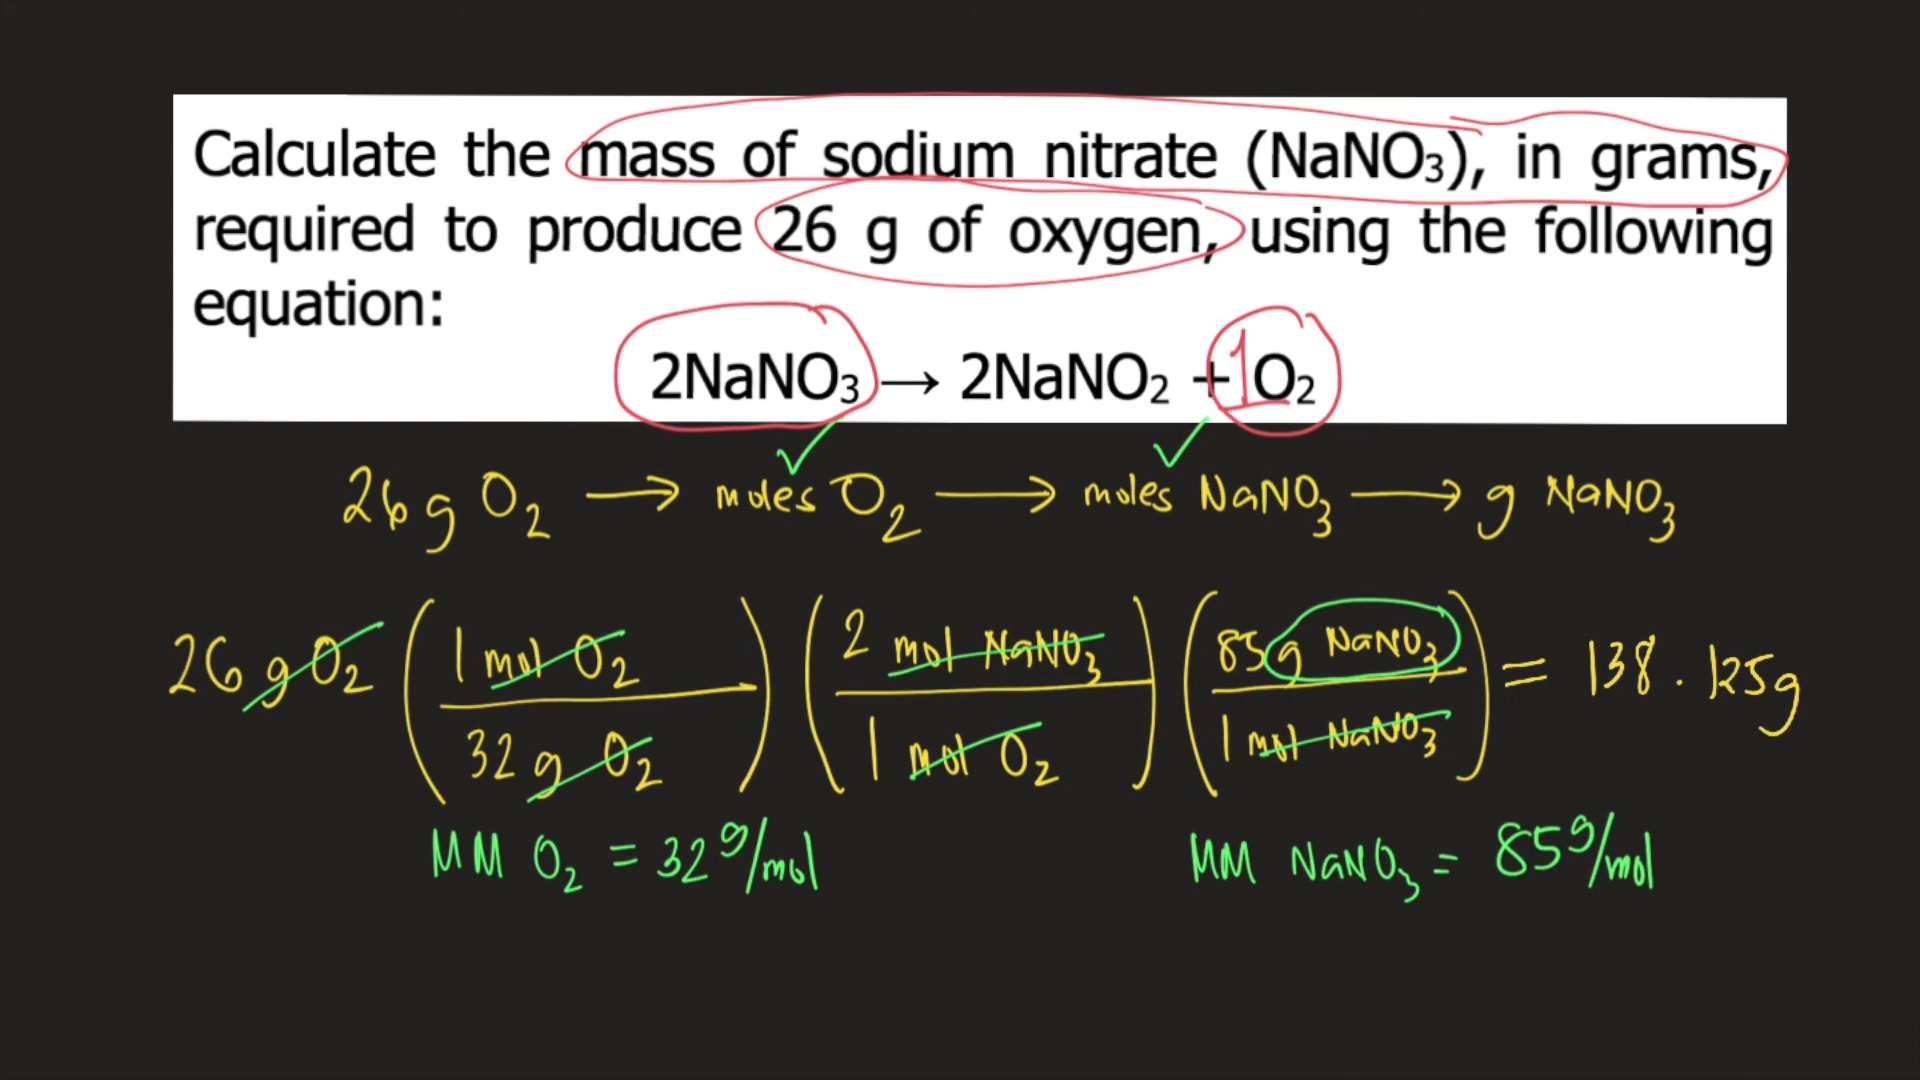 Calculate the mass of sodium nitrate (NaNO₃), in grams,
required to produce 26 g of oxygen, using the following
equation:
2NaNO₃ → 2NaNO₂ + 1O₂
✓ ✓
26 g O₂ → moles O₂ → moles NaNO₃ → g NaNO₃
26 g O₂ (1 mol O₂ / 32 g O₂) (2 mol NaNO₃ / 1 mol O₂) (85 g NaNO₃ / 1 mol NaNO₃) = 138.125g
MM O₂ = 32 g/mol MM NaNO₃ = 85 g/mol